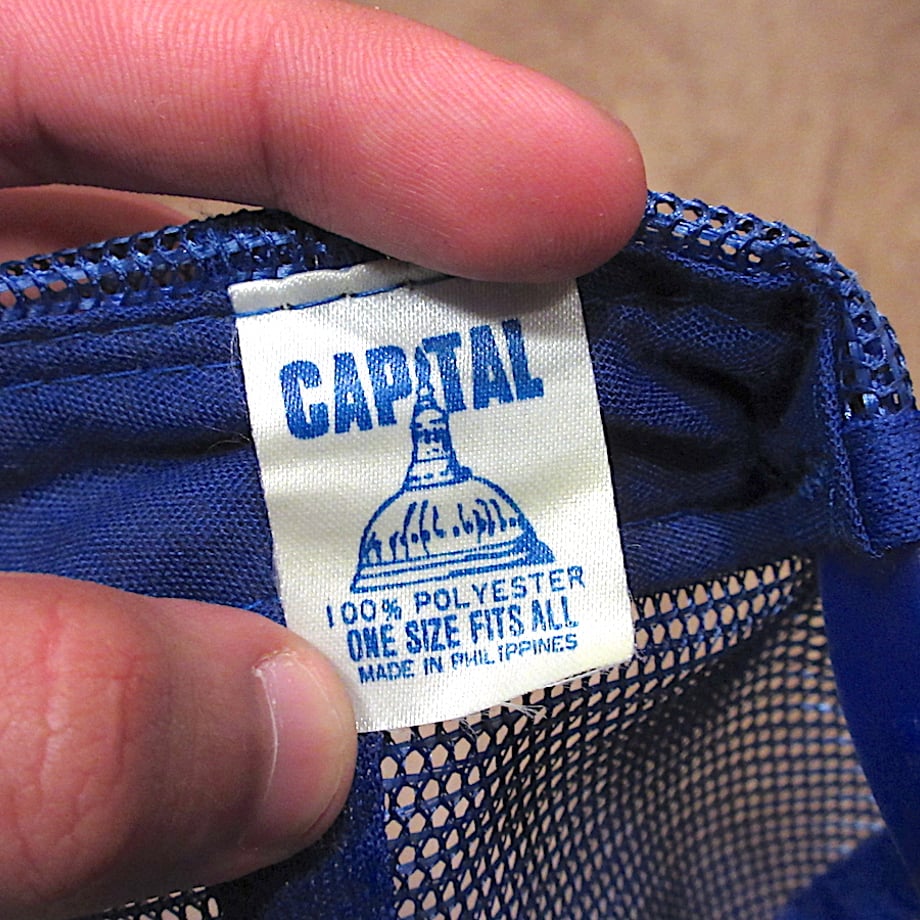 CAPITAL
100% POLYESTER
ONE SIZE FITS ALL
MADE IN PHILIPPINES